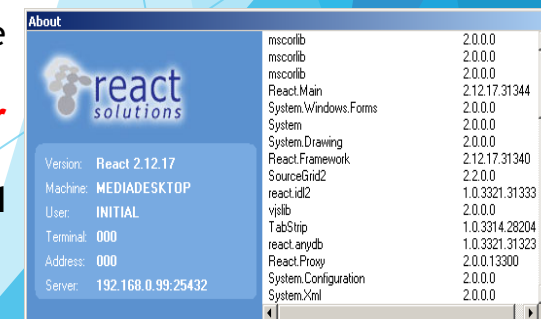 About
react
solutions
Version: React 2.12.17
Machine: MEDIADESKTOP
User: INITIAL
Terminal: 000
Address: 000
Server: 192.168.0.99:25432
mscorlib 2.0.0.0
mscorlib 2.0.0.0
mscorlib 2.0.0.0
React.Main 2.12.17.31344
System.Windows.Forms 2.0.0.0
System 2.0.0.0
System.Drawing 2.0.0.0
React.Framework 2.12.17.31340
SourceGrid2 2.2.0.0
react.idl2 1.0.3321.31333
vjslib 2.0.0.0
TabStrip 1.0.3314.28204
react.anydb 1.0.3321.31323
React.Proxy 2.0.0.13300
System.Configuration 2.0.0.0
System.Xml 2.0.0.0